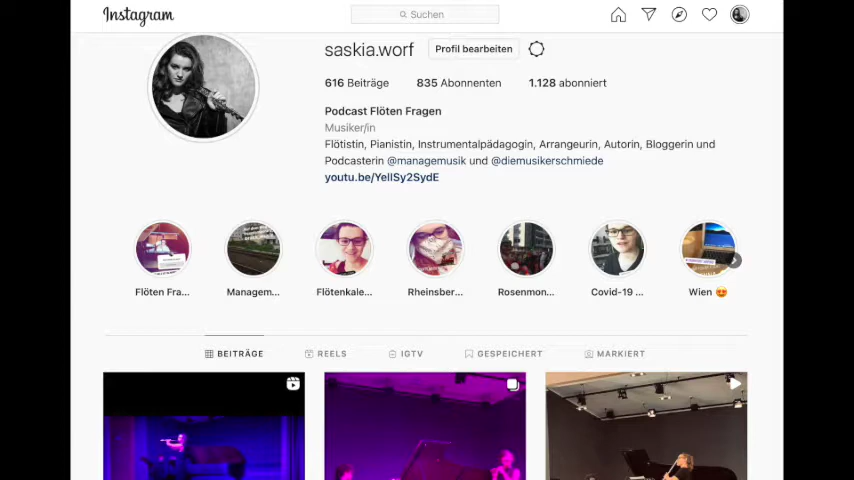 Instagram
Suchen
saskia.worf Profil bearbeiten
616 Beiträge 835 Abonnenten 1.128 abonniert
Podcast Flöten Fragen
Musiker/in
Flötistin, Pianistin, Instrumentalpädagogin, Arrangeurin, Autorin, Bloggerin und
Podcasterin @managemusik und @diemusikerschmiede
youtu.be/YellSy2SydE
Flöten Fra... Managem... Flötenkale... Rheinsber... Rosenmon... Covid-19 ... Wien 😍
BEITRÄGE REELS IGTV GESPEICHERT MARKIERT